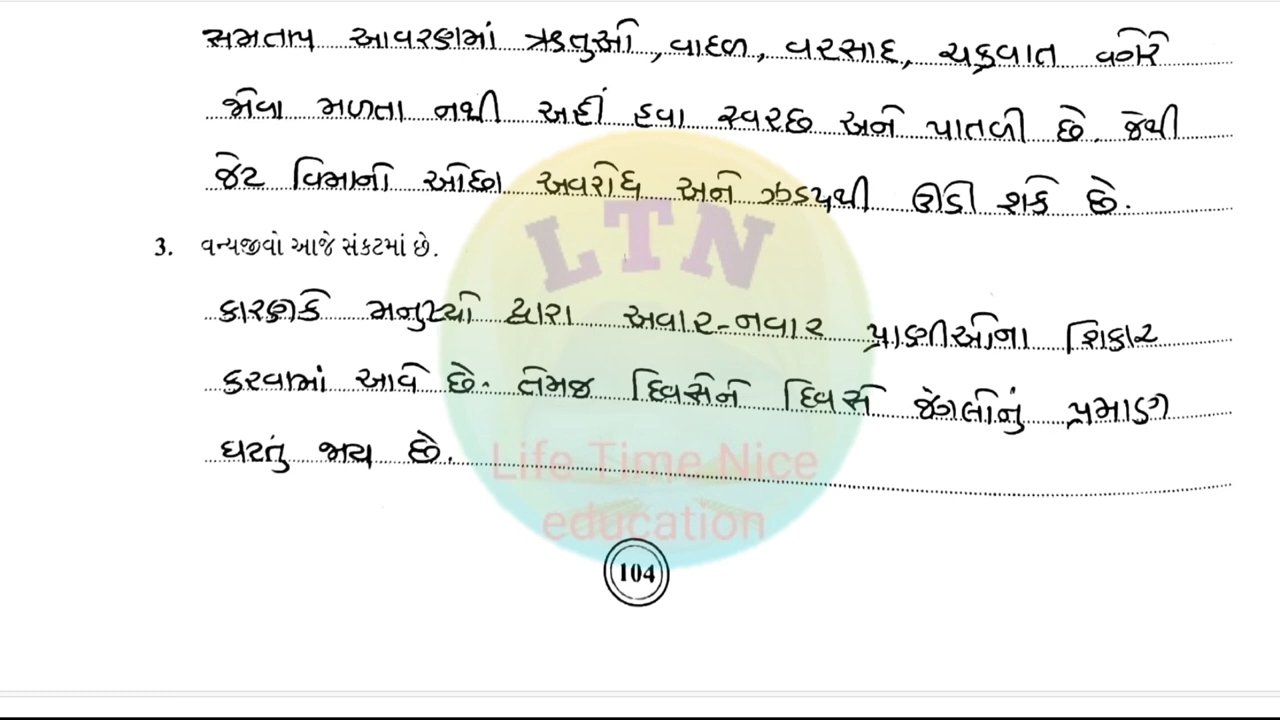 સમતાપ આવરણમાં ઋતુઓ, વાદળ, વરસાદ, ચક્રવાત વગેરે
જોવા મળતા નથી અહીં હવા સ્વચ્છ અને પાતળી છે. જેથી
જેટ વિમાનો ઓછા અવરોધ અને ઝડપથી ઊડી શકે છે.
3. વન્યજીવો આજે સંકટમાં છે.
કારણકે મનુષ્યો દ્વારા અવાર-નવાર પ્રાણીઓના શિકાર
કરવામાં આવે છે. તેમજ દિવસેને દિવસે જંગલોનું પ્રમાણ
ઘટતું જાય છે.
LTN
Life Time Nice
education
104